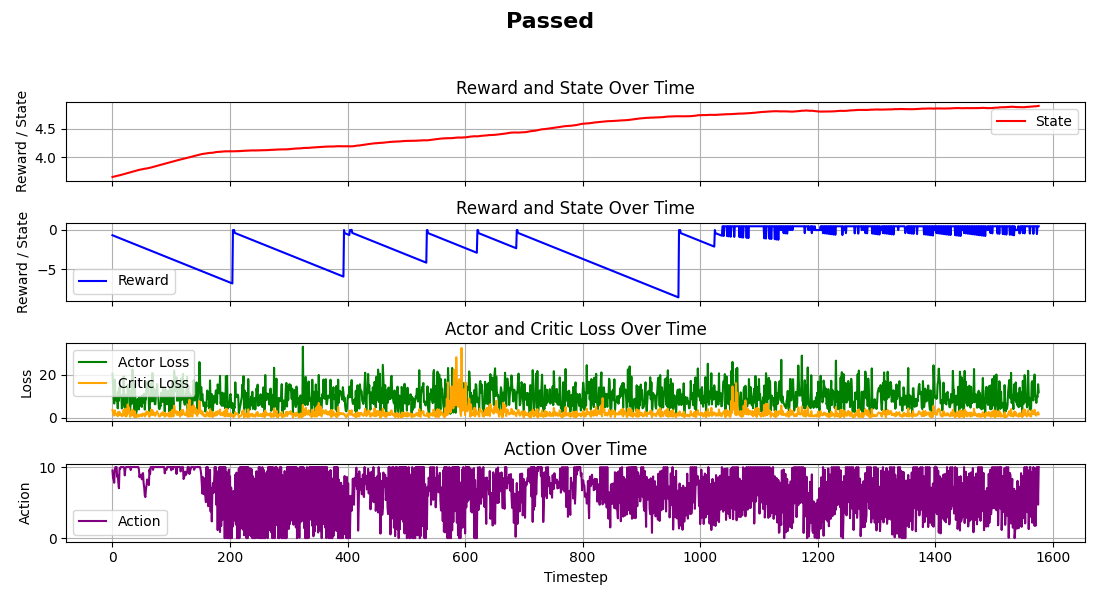 Passed
Reward and State Over Time
Reward / State
4.5
4.0
State
Reward and State Over Time
Reward / State
0
−5
Reward
Actor and Critic Loss Over Time
Loss
20
0
Actor Loss
Critic Loss
Action Over Time
Action
10
0
Action
0 200 400 600 800 1000 1200 1400 1600
Timestep